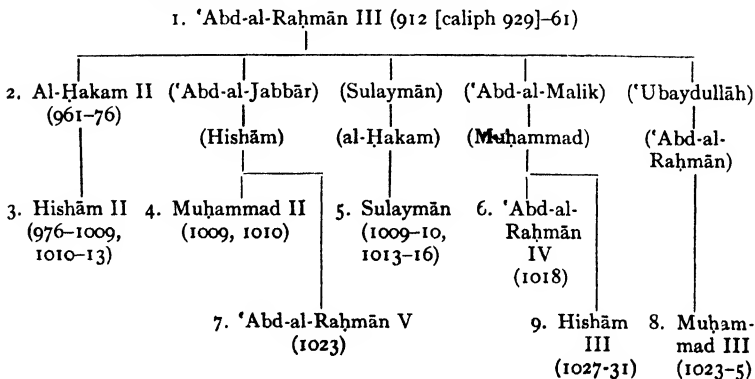 1. ‘Abd-al-Raḥmān III (912 [caliph 929]–61)
2. Al-Ḥakam II (‘Abd-al-Jabbār) (Sulaymān) (‘Abd-al-Malik) (‘Ubaydullāh)
(961–76)
(Hishām) (al-Ḥakam) (Muḥammad) (‘Abd-al-
Raḥmān)
3. Hishām II 4. Muḥammad II 5. Sulaymān 6. ‘Abd-al-
(976–1009, (1009, 1010) (1009–10, Raḥmān
1010–13) 1013–16) IV
(1018)
7. ‘Abd-al-Raḥmān V 9. Hishām 8. Muḥam-
(1023) III mad III
(1027-31) (1023–5)